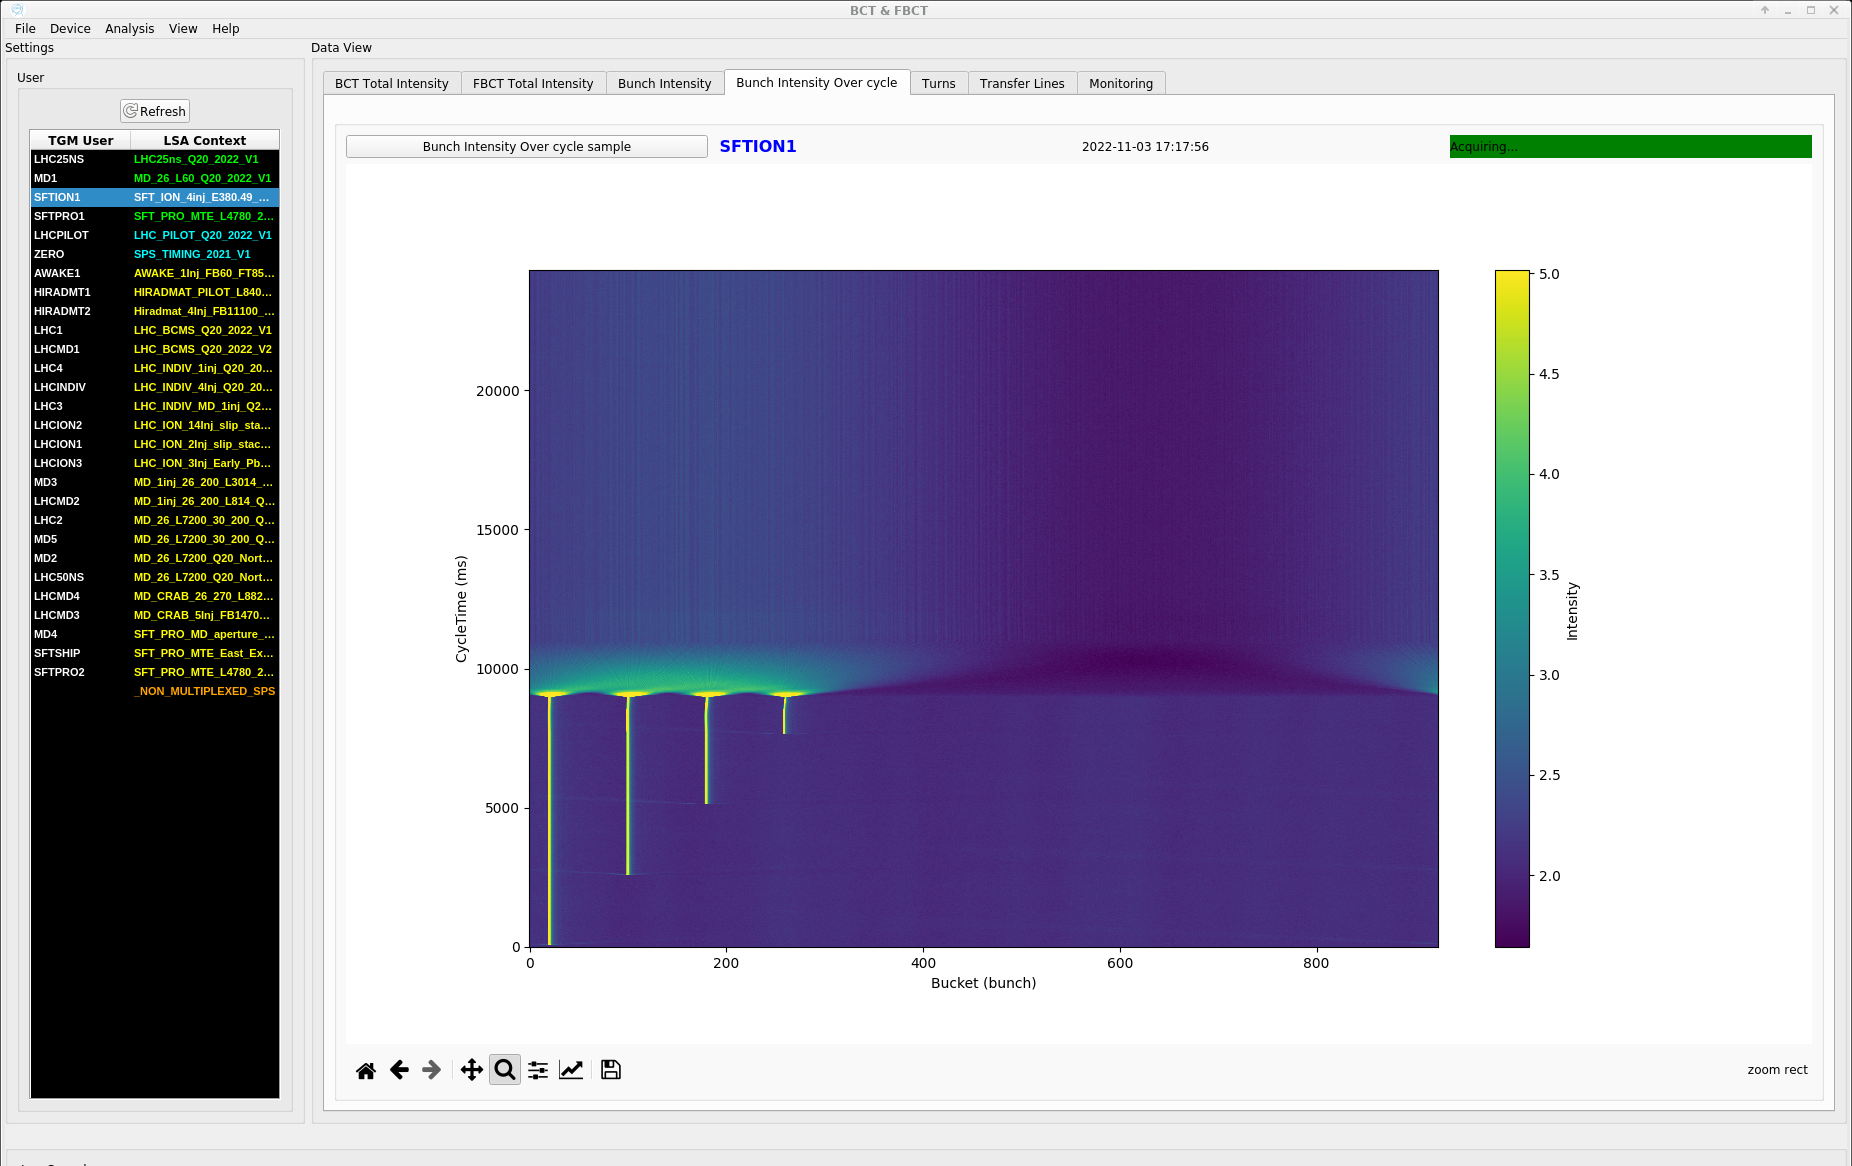 BCT & FBCT
File Device Analysis View Help
Settings
Data View
User
Refresh
TGM User LSA Context
LHC25NS LHC25ns_Q20_2022_V1
MD1 MD_26_L60_Q20_2022_V1
SFTION1 SFT_ION_4inj_E380.49_...
SFTPRO1 SFT_PRO_MTE_L4780_2...
LHCPILOT LHC_PILOT_Q20_2022_V1
ZERO SPS_TIMING_2021_V1
AWAKE1 AWAKE_1Inj_FB60_FT85...
HIRADMT1 HIRADMAT_PILOT_L840...
HIRADMT2 Hiradmat_4Inj_FB11100_...
LHC1 LHC_BCMS_Q20_2022_V1
LHCMD1 LHC_BCMS_Q20_2022_V2
LHC4 LHC_INDIV_1inj_Q20_20...
LHCINDIV LHC_INDIV_4Inj_Q20_20...
LHC3 LHC_INDIV_MD_1inj_Q2...
LHCION2 LHC_ION_14Inj_slip_sta...
LHCION1 LHC_ION_2Inj_slip_stac...
LHCION3 LHC_ION_3Inj_Early_Pb...
MD3 MD_1inj_26_200_L3014_...
LHCMD2 MD_1inj_26_200_L814_Q...
LHC2 MD_26_L7200_30_200_Q...
MD5 MD_26_L7200_30_200_Q...
MD2 MD_26_L7200_Q20_Nort...
LHC50NS MD_26_L7200_Q20_Nort...
LHCMD4 MD_CRAB_26_270_L882...
LHCMD3 MD_CRAB_5Inj_FB1470...
MD4 SFT_PRO_MD_aperture_...
SFTSHIP SFT_PRO_MTE_East_Ex...
SFTPRO2 SFT_PRO_MTE_L4780_2...
_NON_MULTIPLEXED_SPS
BCT Total Intensity FBCT Total Intensity Bunch Intensity Bunch Intensity Over cycle Turns Transfer Lines Monitoring
Bunch Intensity Over cycle sample SFTION1 2022-11-03 17:17:56 Acquiring...
20000
15000
10000
5000
0
CycleTime (ms)
0 200 400 600 800
Bucket (bunch)
5.0
4.5
4.0
3.5
3.0
2.5
2.0
Intensity
zoom rect